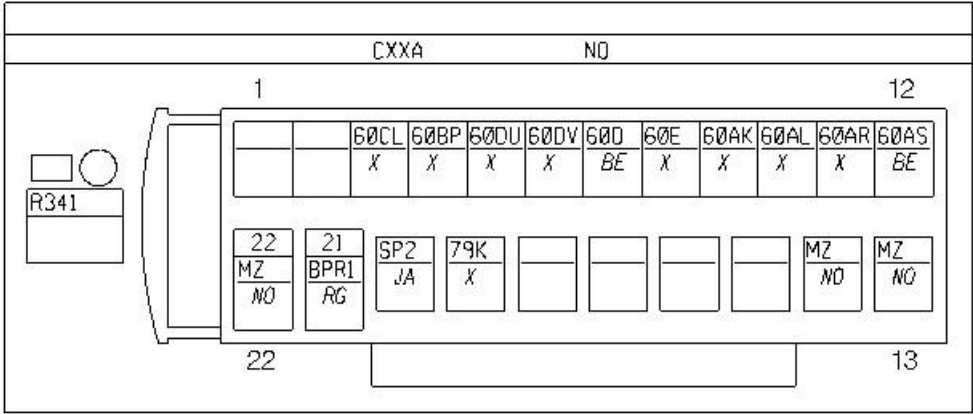 CXXA NO
1 12
60CL 60BP 60DU 60DV 60D 60E 60AK 60AL 60AR 60AS
X X X X BE X X X X BE
R341
22 21
SP2 79K MZ MZ
MZ BPR1
JA X NO NO
NO RG
22 13